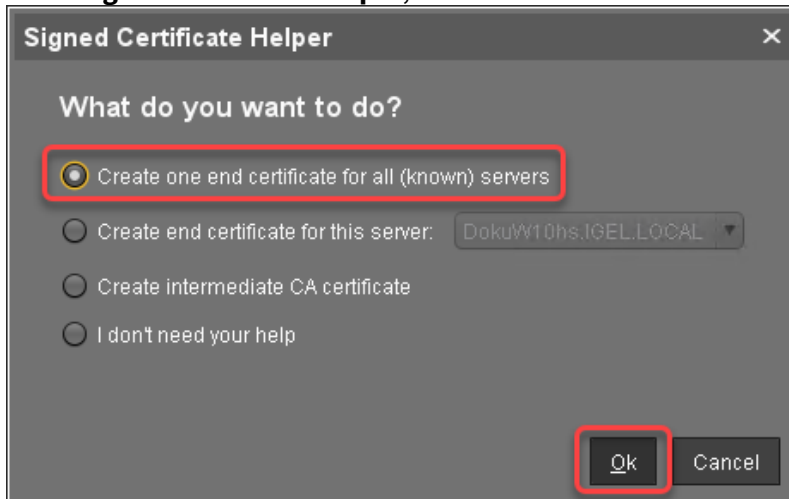 Signed Certificate Helper ×
What do you want to do?
Create one end certificate for all (known) servers
Create end certificate for this server: DokuW10hs.IGEL.LOCAL
Create intermediate CA certificate
I don't need your help
Ok Cancel